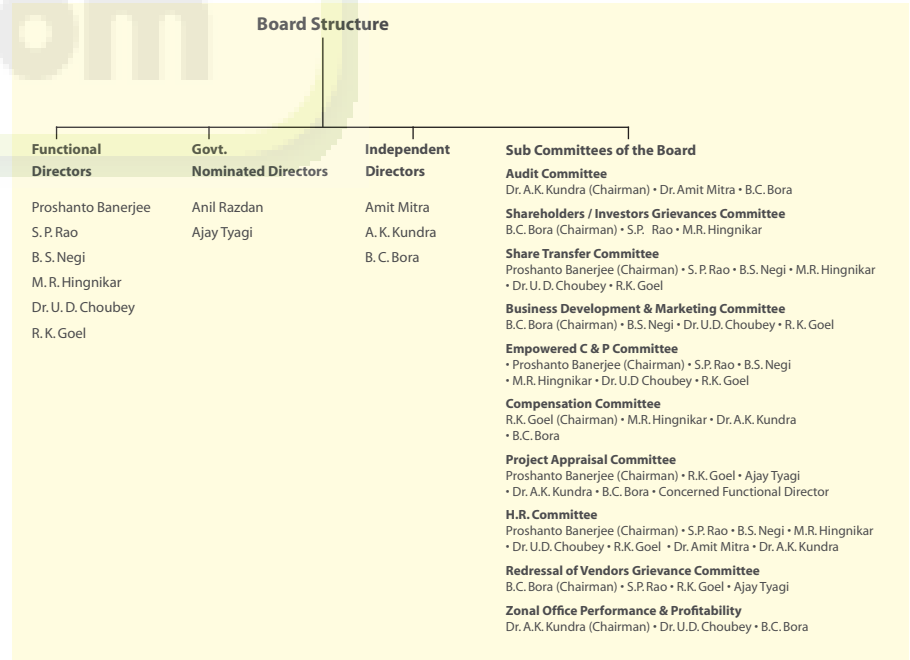 Board Structure
Functional
Directors
Proshanto Banerjee
S. P. Rao
B. S. Negi
M. R. Hingnikar
Dr. U. D. Choubey
R. K. Goel
Govt.
Nominated Directors
Anil Razdan
Ajay Tyagi
Independent
Directors
Amit Mitra
A. K. Kundra
B. C. Bora
Sub Committees of the Board
Audit Committee
Dr. A.K. Kundra (Chairman) • Dr. Amit Mitra • B.C. Bora
Shareholders / Investors Grievances Committee
B.C. Bora (Chairman) • S.P. Rao • M.R. Hingnikar
Share Transfer Committee
Proshanto Banerjee (Chairman) • S. P. Rao • B.S. Negi • M.R. Hingnikar
• Dr. U. D. Choubey • R.K. Goel
Business Development & Marketing Committee
B.C. Bora (Chairman) • B.S. Negi • Dr. U.D. Choubey • R. K. Goel
Empowered C & P Committee
• Proshanto Banerjee (Chairman) • S.P. Rao • B.S. Negi
• M.R. Hingnikar • Dr. U.D Choubey • R.K. Goel
Compensation Committee
R.K. Goel (Chairman) • M.R. Hingnikar • Dr. A.K. Kundra
• B.C. Bora
Project Appraisal Committee
Proshanto Banerjee (Chairman) • R.K. Goel • Ajay Tyagi
• Dr. A.K. Kundra • B.C. Bora • Concerned Functional Director
H.R. Committee
Proshanto Banerjee (Chairman) • S.P. Rao • B.S. Negi • M.R. Hingnikar
• Dr. U.D. Choubey • R.K. Goel • Dr. Amit Mitra • Dr. A.K. Kundra
Redressal of Vendors Grievance Committee
B.C. Bora (Chairman) • S.P. Rao • R.K. Goel • Ajay Tyagi
Zonal Office Performance & Profitability
Dr. A.K. Kundra (Chairman) • Dr. U.D. Choubey • B.C. Bora